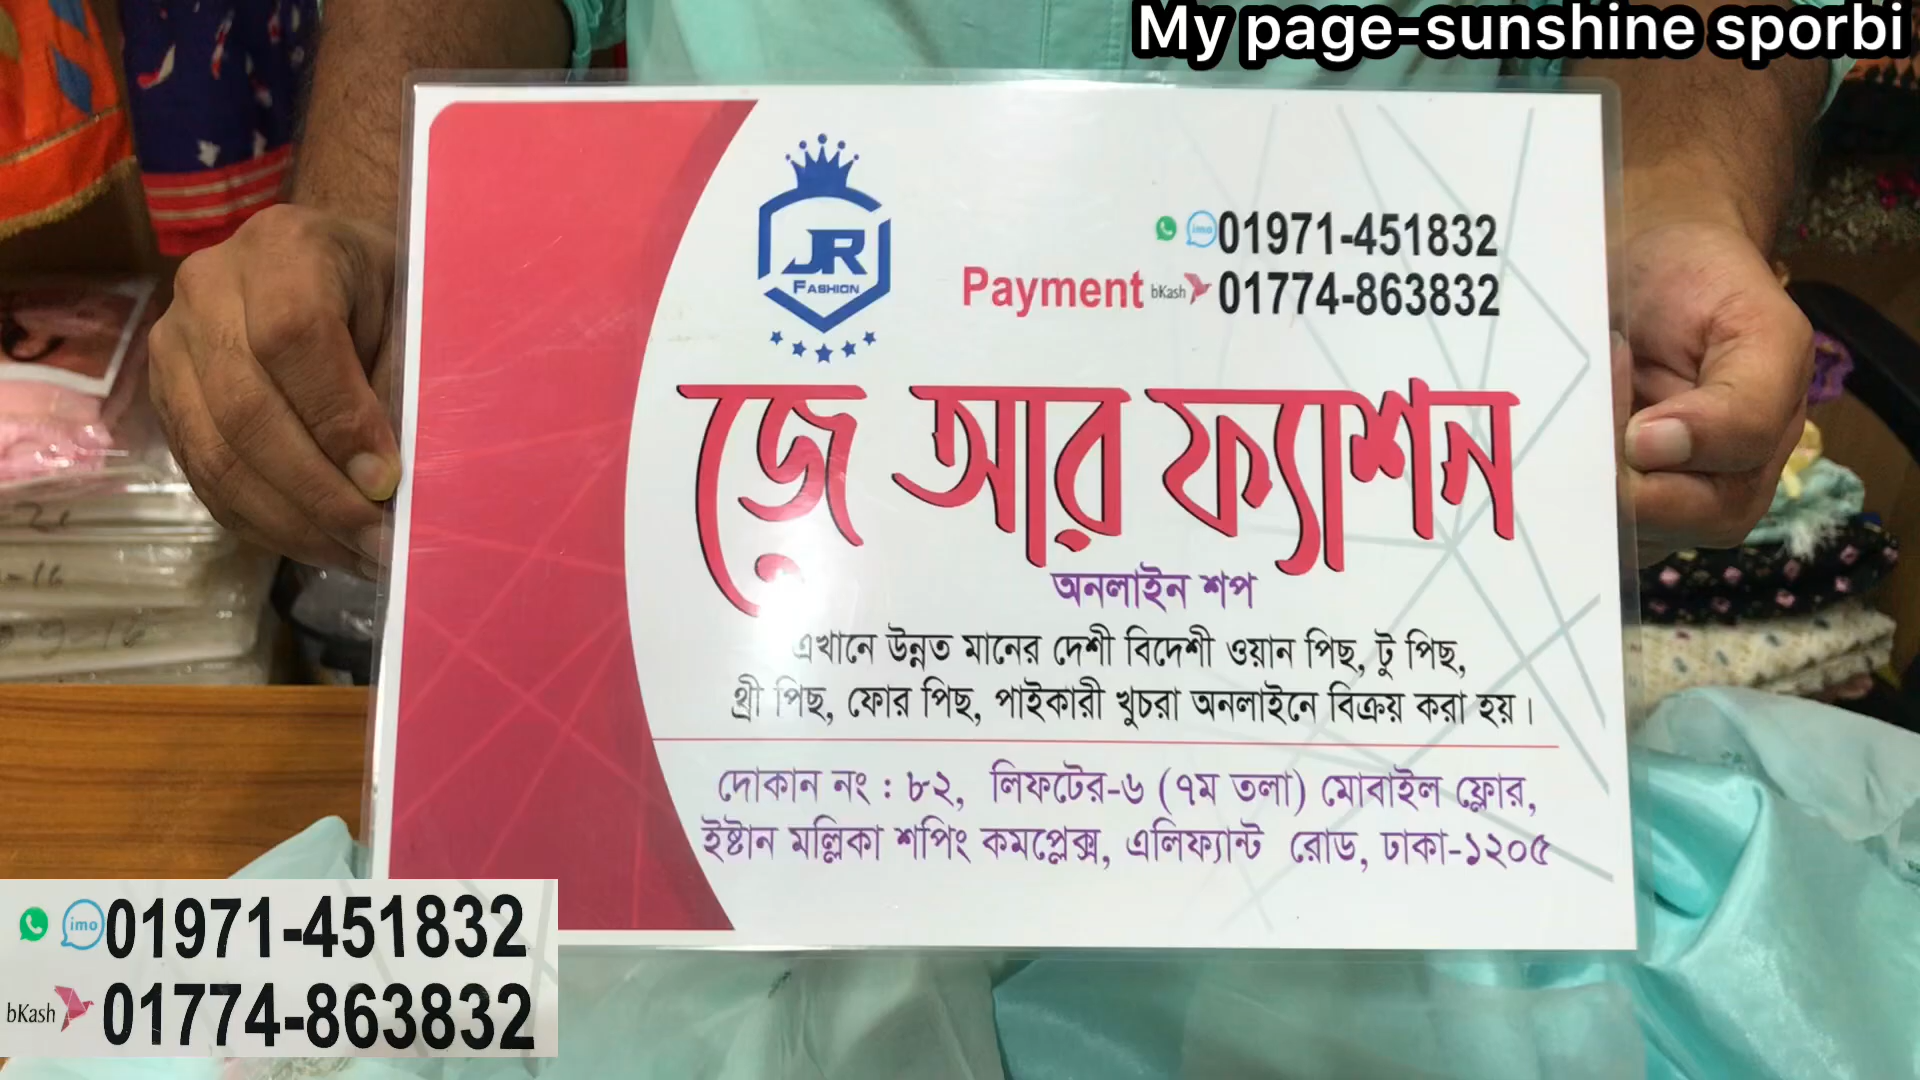 My page-sunshine sporbi
JR
FASHION
imo 01971-451832
Payment bKash 01774-863832
জে আর ফ্যাশন
অনলাইন শপ
এখানে উন্নত মানের দেশী বিদেশী ওয়ান পিছ, টু পিছ,
থ্রী পিছ, ফোর পিছ, পাইকারী খুচরা অনলাইনে বিক্রয় করা হয়।
দোকান নং : ৮২, লিফটের-৬ (৭ম তলা) মোবাইল ফ্লোর,
ইষ্টান মল্লিকা শপিং কমপ্লেক্স, এলিফ্যান্ট রোড, ঢাকা-১২০৫
imo 01971-451832
bKash 01774-863832